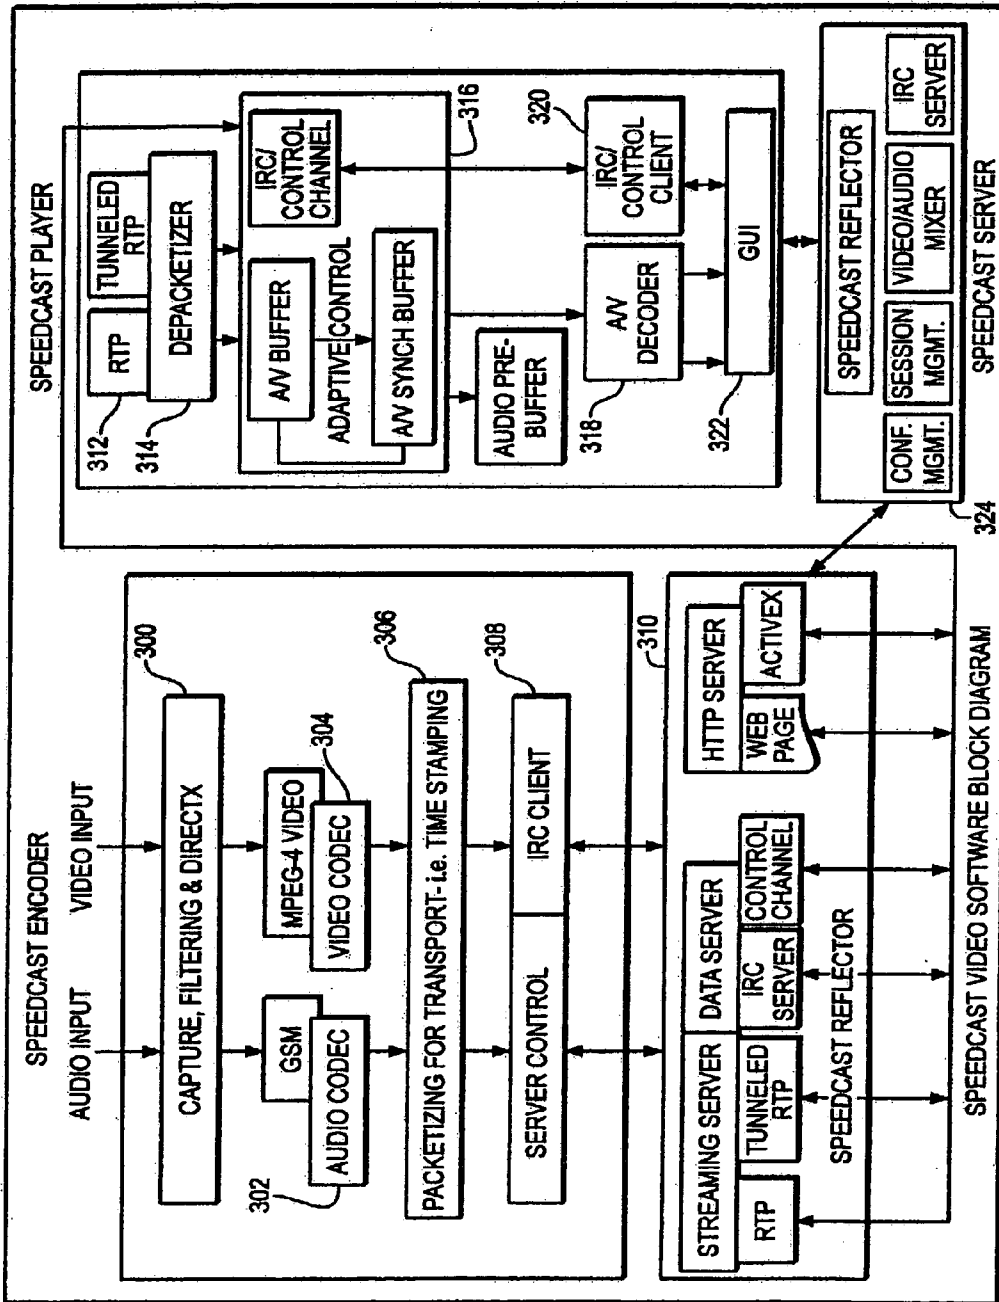 SPEEDCAST ENCODER
AUDIO INPUT
VIDEO INPUT
300
CAPTURE, FILTERING & DIRECTX
GSM
AUDIO CODEC
302
MPEG-4 VIDEO
VIDEO CODEC
304
PACKETIZING FOR TRANSPORT- i.e. TIME STAMPING
306
SERVER CONTROL
IRC CLIENT
308
310
STREAMING SERVER
RTP
TUNNELED
RTP
DATA SERVER
IRC
SERVER
CONTROL
CHANNEL
HTTP SERVER
WEB
PAGE
ACTIVEX
SPEEDCAST REFLECTOR
SPEEDCAST PLAYER
RTP
TUNNELED
RTP
312
DEPACKETIZER
314
A/V BUFFER
ADAPTIVE CONTROL
A/V SYNCH BUFFER
IRC/
CONTROL
CHANNEL
316
AUDIO PRE-
BUFFER
A/V
DECODER
318
IRC/
CONTROL
CLIENT
320
GUI
322
SPEEDCAST REFLECTOR
CONF.
MGMT.
SESSION
MGMT.
VIDEO/AUDIO
MIXER
IRC
SERVER
324
SPEEDCAST SERVER
SPEEDCAST VIDEO SOFTWARE BLOCK DIAGRAM